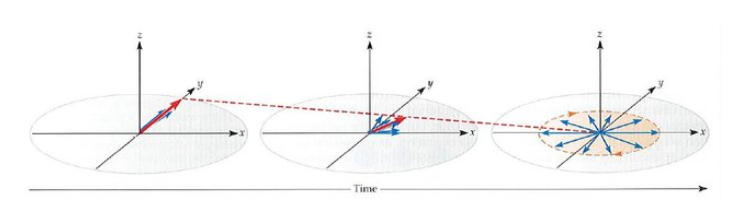 z z z
y y y
x x x
Time